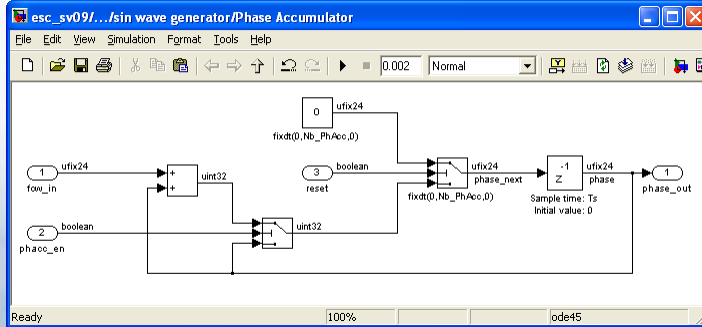 esc_sv09/.../sin wave generator/Phase Accumulator
File Edit View Simulation Format Tools Help
0.002 Normal
0
ufix24
fixdt(0,Nb_PhAcc,0)
1
ufix24
fow_in
+
+
uint32
3
boolean
reset
ufix24
phase_next
fixdt(0,Nb_PhAcc,0)
-1
Z
ufix24
phase
Sample time: Ts
Initial value: 0
1
phase_out
2
boolean
phacc_en
uint32
Ready 100% ode45